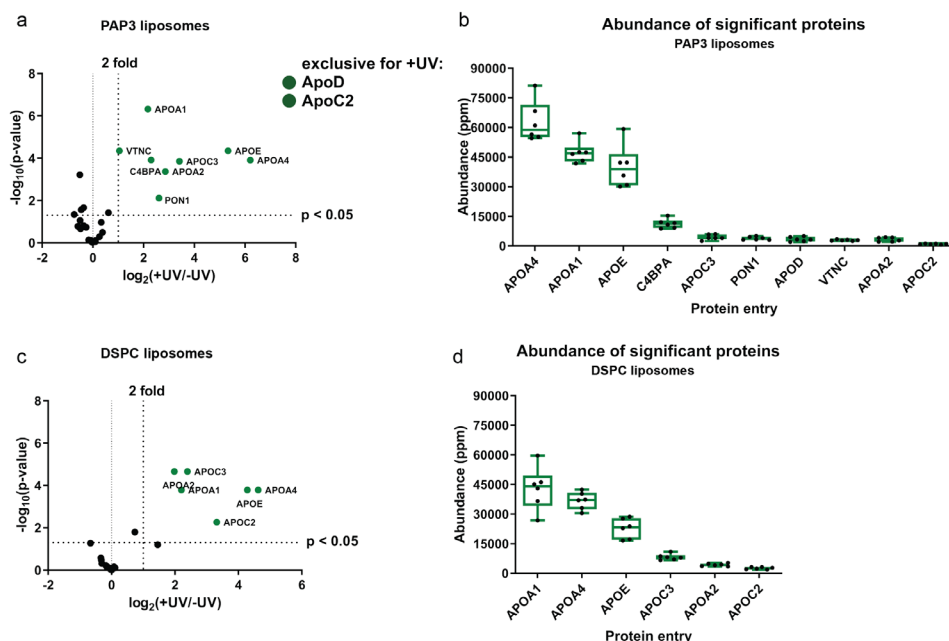 a
PAP3 liposomes
2 fold
exclusive for +UV:
ApoD
ApoC2
8
6
4
2
0
-log10(p-value)
APOA1
VTNC
APOE
C4BPA
APOC3
APOA4
APOA2
PON1
p < 0.05
-4 -2 0 2 4 6 8
log2(+UV/-UV)
b
Abundance of significant proteins
PAP3 liposomes
90000
75000
60000
45000
30000
15000
0
Abundance (ppm)
APOA4
APOA1
APOE
C4BPA
APOC3
PON1
APOD
VTNC
APOA2
APOC2
Protein entry
c
DSPC liposomes
2 fold
8
6
4
2
0
-log10(p-value)
APOC3
APOA2
APOA1
APOA4
APOE
APOC2
p < 0.05
-2 0 2 4 6
log2(+UV/-UV)
d
Abundance of significant proteins
DSPC liposomes
90000
75000
60000
45000
30000
15000
0
Abundance (ppm)
APOA1
APOA4
APOE
APOC3
APOA2
APOC2
Protein entry